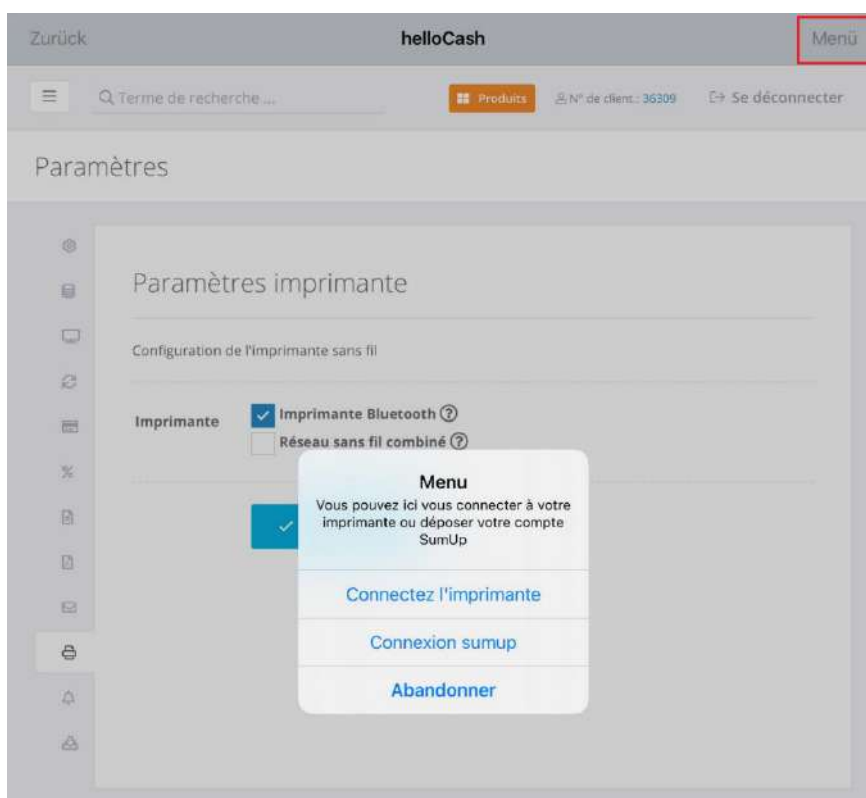 Zurück helloCash Menü
Terme de recherche ... Produits N° de client.: 36309 Se déconnecter
Paramètres
Paramètres imprimante
Configuration de l'imprimante sans fil
Imprimante Imprimante Bluetooth ?
Réseau sans fil combiné ?
Menu
Vous pouvez ici vous connecter à votre
imprimante ou déposer votre compte
SumUp
Connectez l'imprimante
Connexion sumup
Abandonner